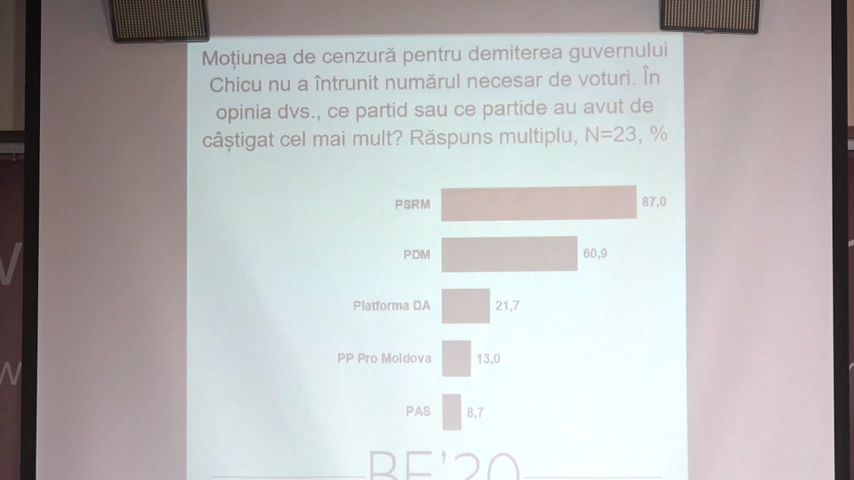 Moțiunea de cenzură pentru demiterea guvernului
Chicu nu a întrunit numărul necesar de voturi. În
opinia dvs., ce partid sau ce partide au avut de
câștigat cel mai mult? Răspuns multiplu, N=23, %
PSRM 87,0
PDM 60,9
Platforma DA 21,7
PP Pro Moldova 13,0
PAS 8,7
BE'20